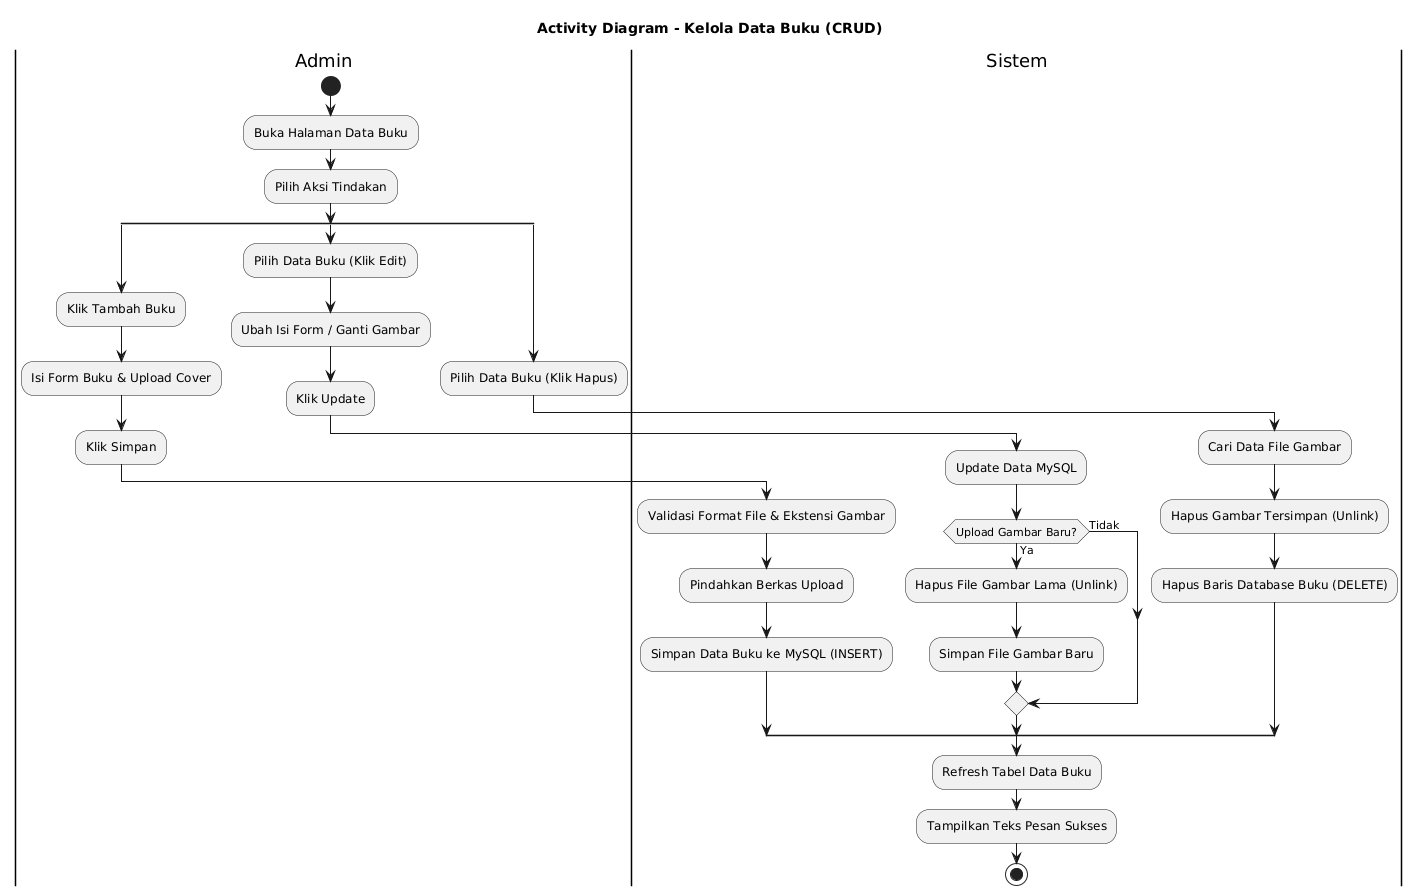 Activity Diagram - Kelola Data Buku (CRUD)
Admin
Sistem
Buka Halaman Data Buku
Pilih Aksi Tindakan
Klik Tambah Buku
Isi Form Buku & Upload Cover
Klik Simpan
Pilih Data Buku (Klik Edit)
Ubah Isi Form / Ganti Gambar
Klik Update
Pilih Data Buku (Klik Hapus)
Validasi Format File & Ekstensi Gambar
Pindahkan Berkas Upload
Simpan Data Buku ke MySQL (INSERT)
Update Data MySQL
Upload Gambar Baru?
Tidak
Ya
Hapus File Gambar Lama (Unlink)
Simpan File Gambar Baru
Cari Data File Gambar
Hapus Gambar Tersimpan (Unlink)
Hapus Baris Database Buku (DELETE)
Refresh Tabel Data Buku
Tampilkan Teks Pesan Sukses